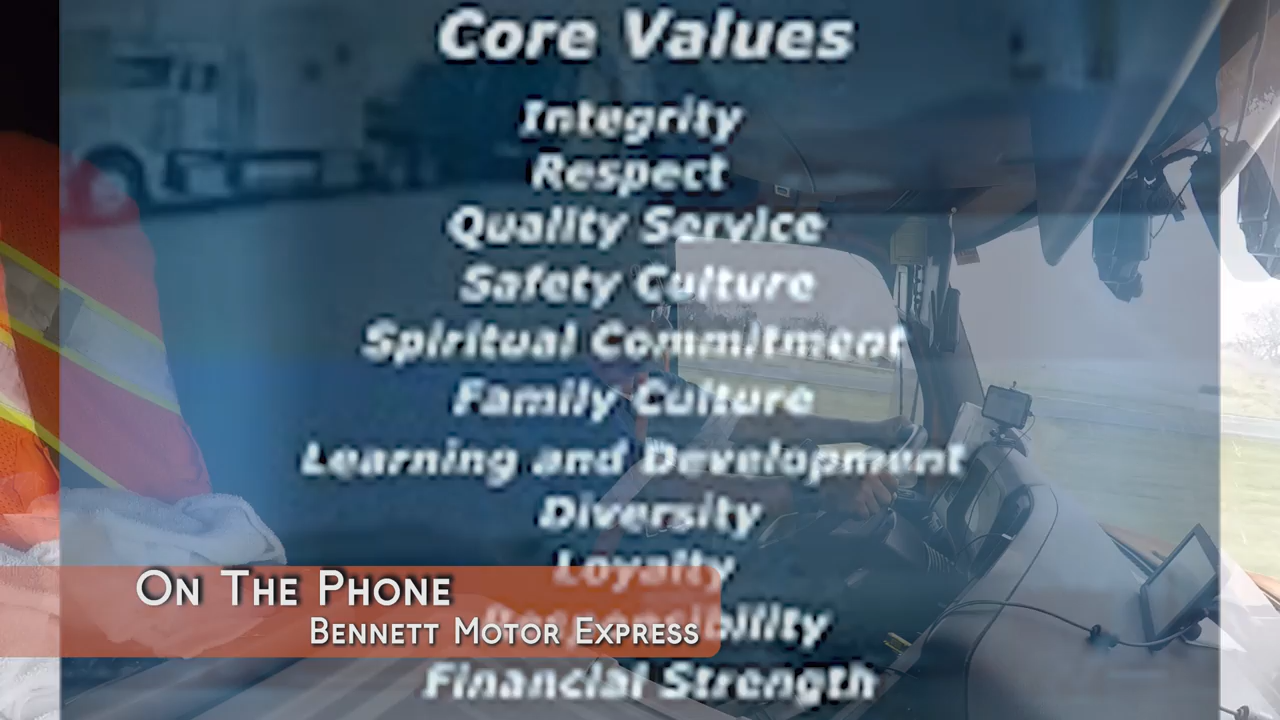 Core Values
Integrity
Respect
Quality Service
Safety Culture
Spiritual Commitment
Family Culture
Learning and Development
Diversity
Loyalty
Responsibility
Financial Strength
On The Phone
Bennett Motor Express